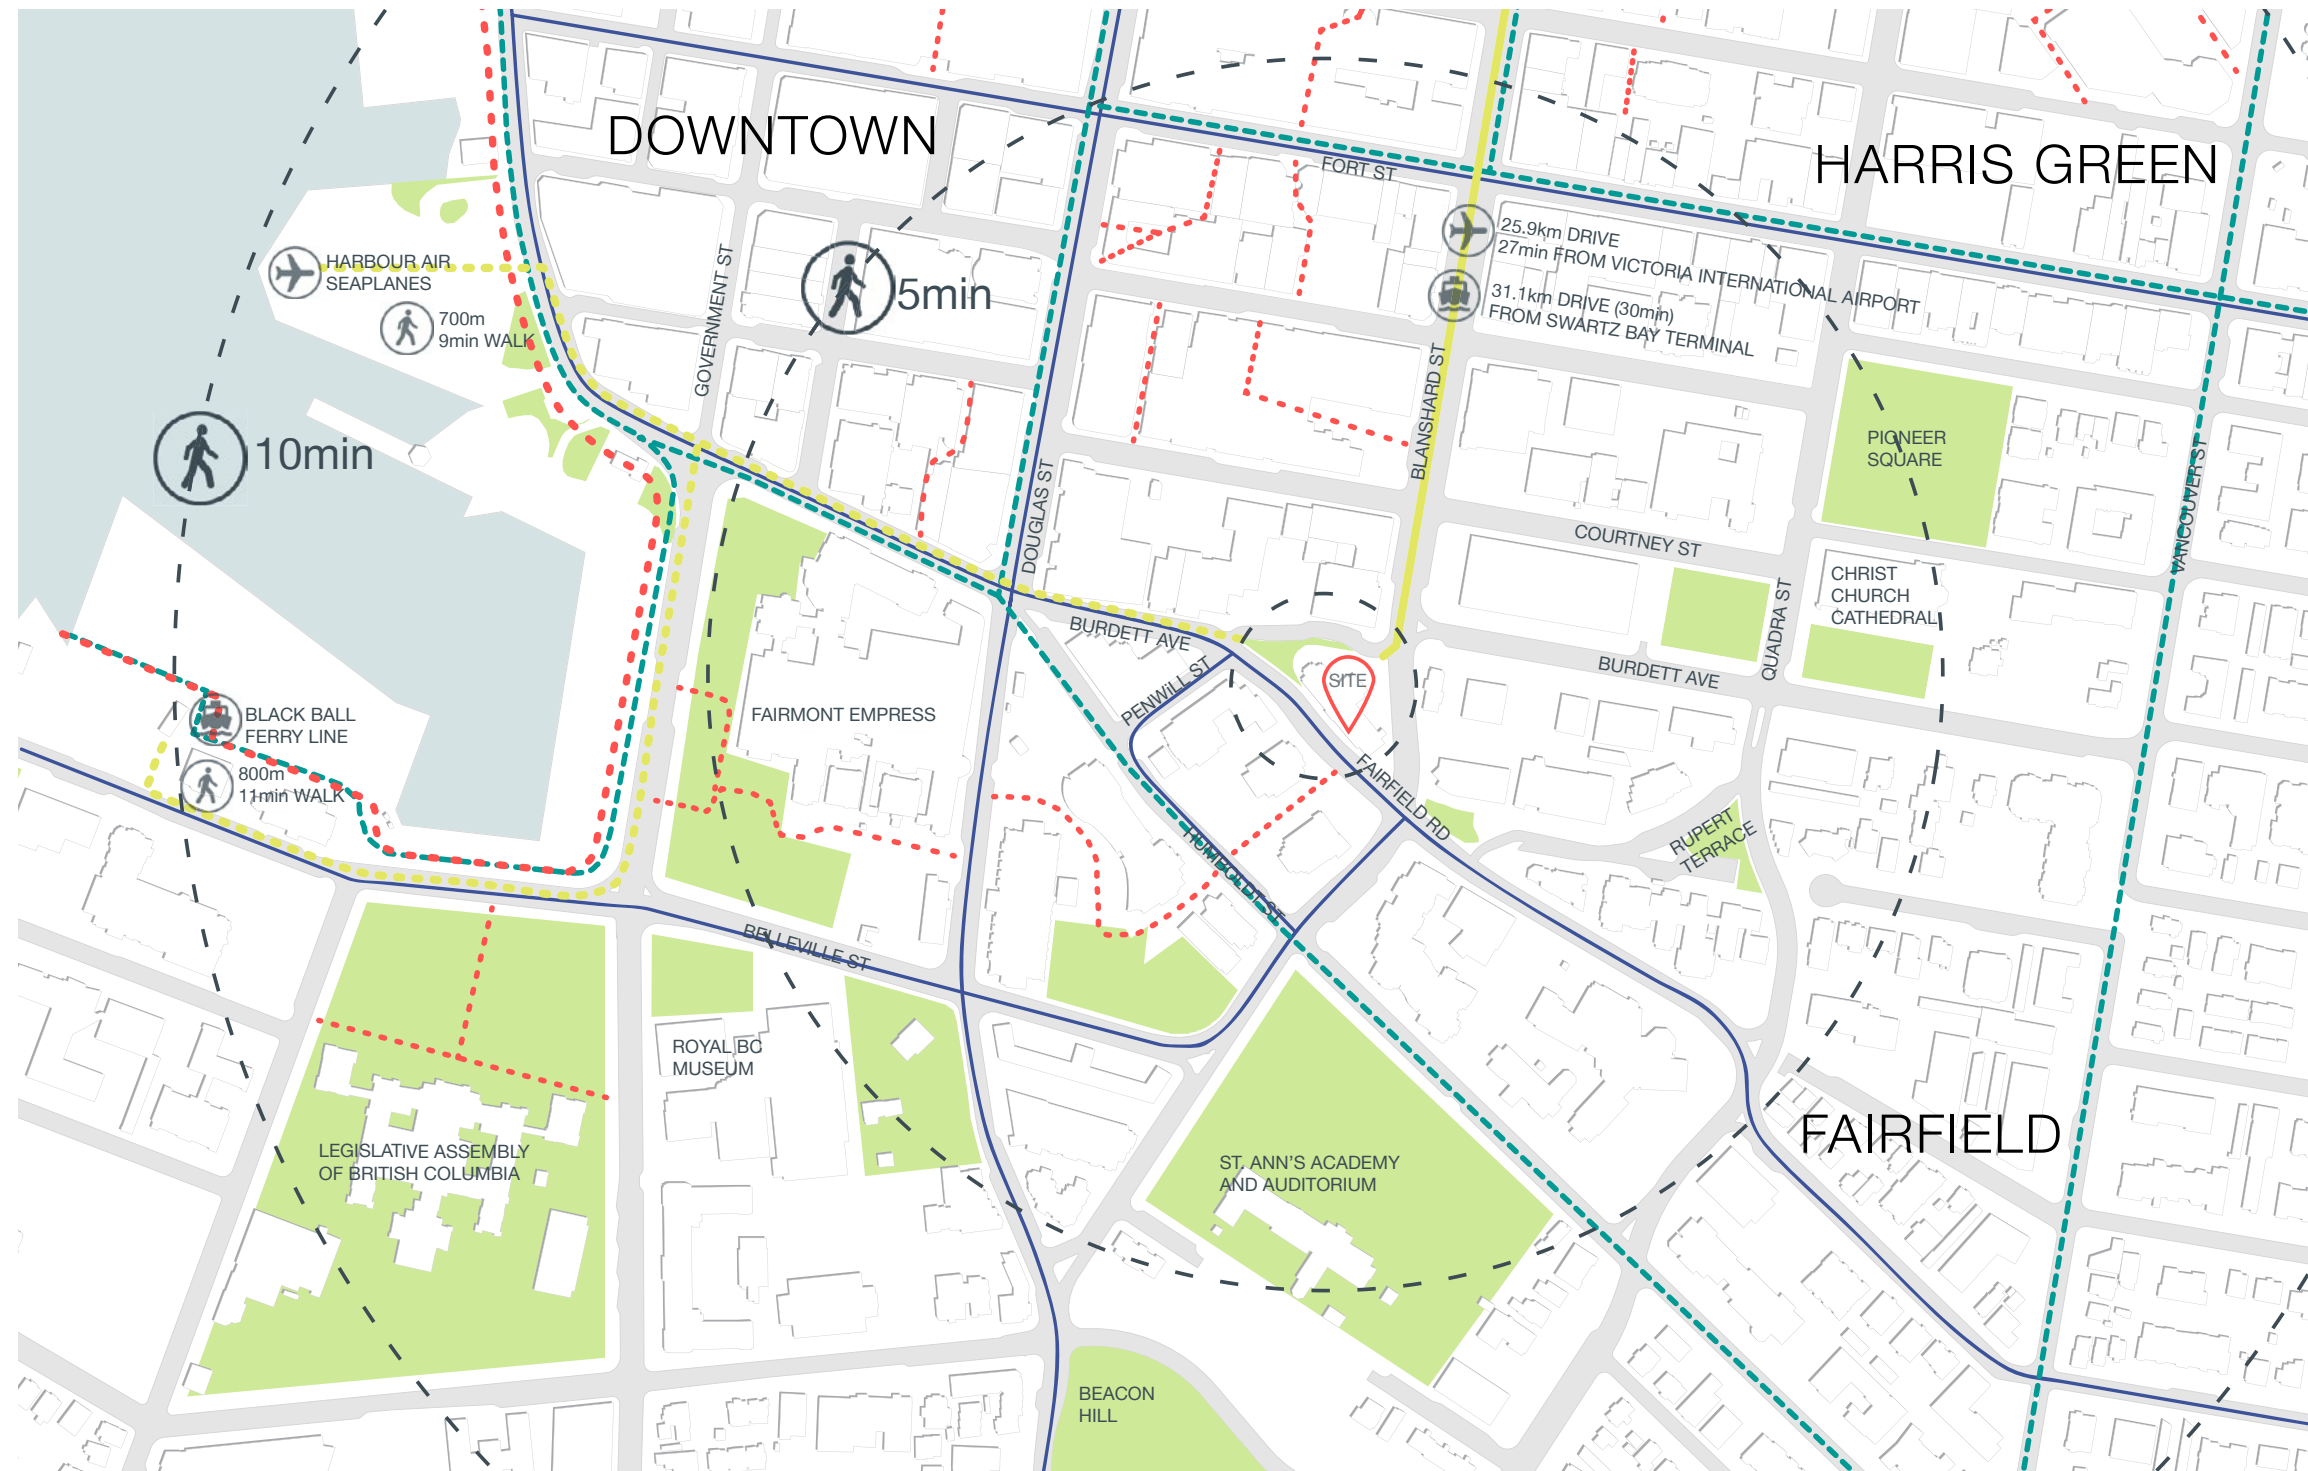 DOWNTOWN
HARRIS GREEN
FORT ST
25.9km DRIVE
27min FROM VICTORIA INTERNATIONAL AIRPORT
31.1km DRIVE (30min)
FROM SWARTZ BAY TERMINAL
HARBOUR AIR
SEAPLANES
700m
9min WALK
GOVERNMENT ST
5min
10min
BLANSHARD ST
PIONEER
SQUARE
VANCOUVER ST
DOUGLAS ST
COURTNEY ST
CHRIST
CHURCH
CATHEDRAL
QUADRA ST
BURDETT AVE
BURDETT AVE
PENWiLL ST
SITE
FAIRMONT EMPRESS
BLACK BALL
FERRY LINE
800m
11min WALK
FAIRFIELD RD
RUPERT
TERRACE
HUMBOLDT ST
BELLEVILLE ST
ROYAL BC
MUSEUM
LEGISLATIVE ASSEMBLY
OF BRITISH COLUMBIA
ST. ANN'S ACADEMY
AND AUDITORIUM
FAIRFIELD
BEACON
HILL